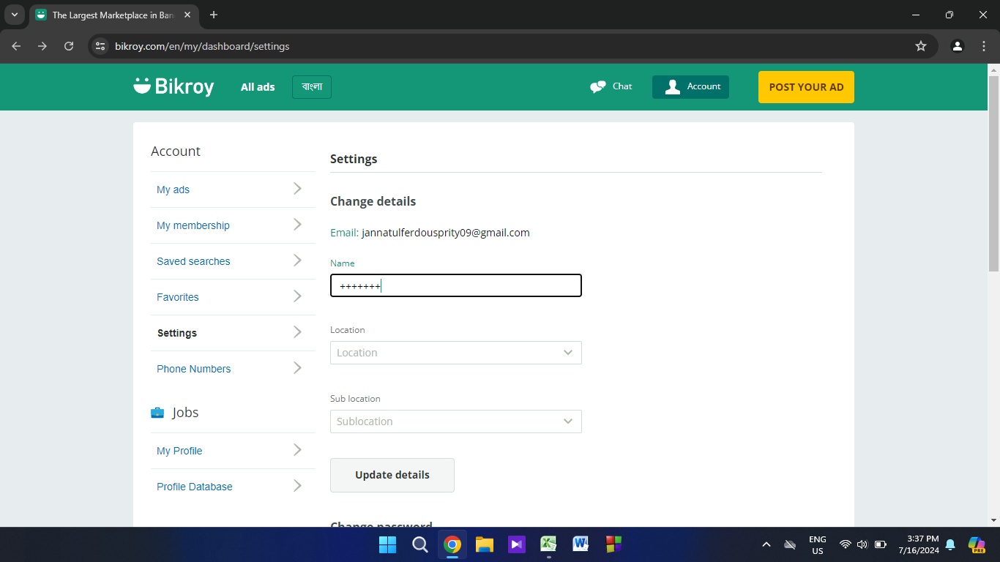 The Largest Marketplace in Ban
bikroy.com/en/my/dashboard/settings
Bikroy
All ads
বাংলা
Chat
Account
POST YOUR AD
Account
My ads
My membership
Saved searches
Favorites
Settings
Phone Numbers
Jobs
My Profile
Profile Database
Settings
Change details
Email: jannatulferdousprity09@gmail.com
Name
+++++++
Location
Location
Sub location
Sublocation
Update details
Change password
ENG
US
3:37 PM
7/16/2024
PRE